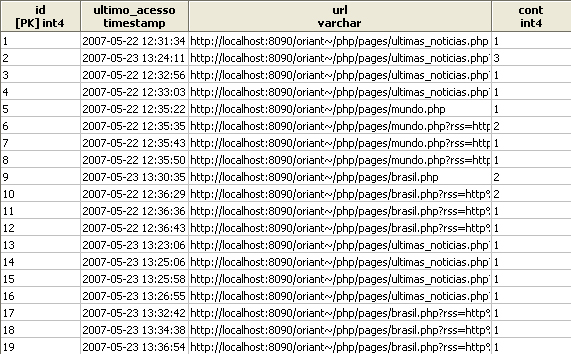 id ultimo_acesso url cont
[PK] int4 timestamp varchar int4
1 2007-05-22 12:31:34 http://localhost:8090/oriant~/php/pages/ultimas_noticias.php 1
2 2007-05-23 13:24:11 http://localhost:8090/oriant~/php/pages/ultimas_noticias.php? 3
3 2007-05-22 12:32:56 http://localhost:8090/oriant~/php/pages/ultimas_noticias.php? 1
4 2007-05-22 12:33:03 http://localhost:8090/oriant~/php/pages/ultimas_noticias.php? 1
5 2007-05-22 12:35:22 http://localhost:8090/oriant~/php/pages/mundo.php 1
6 2007-05-22 12:35:35 http://localhost:8090/oriant~/php/pages/mundo.php?rss=http 2
7 2007-05-22 12:35:43 http://localhost:8090/oriant~/php/pages/mundo.php?rss=http 1
8 2007-05-22 12:35:50 http://localhost:8090/oriant~/php/pages/mundo.php?rss=http 1
9 2007-05-23 13:30:35 http://localhost:8090/oriant~/php/pages/brasil.php 2
10 2007-05-22 12:36:29 http://localhost:8090/oriant~/php/pages/brasil.php?rss=http% 2
11 2007-05-22 12:36:36 http://localhost:8090/oriant~/php/pages/brasil.php?rss=http% 1
12 2007-05-22 12:36:43 http://localhost:8090/oriant~/php/pages/brasil.php?rss=http% 1
13 2007-05-23 13:23:06 http://localhost:8090/oriant~/php/pages/ultimas_noticias.php? 1
14 2007-05-23 13:25:06 http://localhost:8090/oriant~/php/pages/ultimas_noticias.php? 1
15 2007-05-23 13:25:58 http://localhost:8090/oriant~/php/pages/ultimas_noticias.php? 1
16 2007-05-23 13:26:55 http://localhost:8090/oriant~/php/pages/ultimas_noticias.php? 1
17 2007-05-23 13:32:42 http://localhost:8090/oriant~/php/pages/brasil.php?rss=http% 1
18 2007-05-23 13:34:38 http://localhost:8090/oriant~/php/pages/brasil.php?rss=http% 1
19 2007-05-23 13:36:54 http://localhost:8090/oriant~/php/pages/brasil.php?rss=http% 1